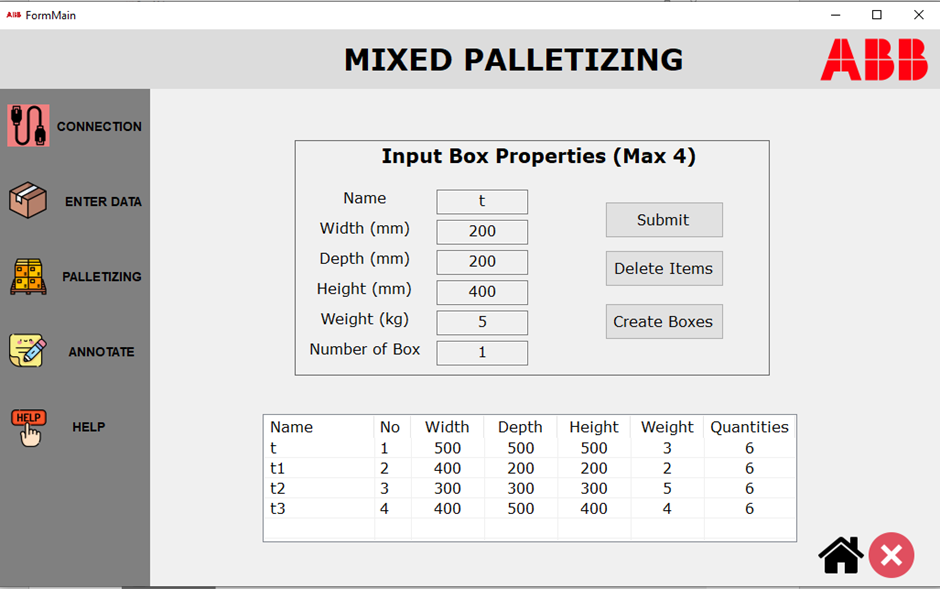 ABB FormMain
MIXED PALLETIZING
ABB
CONNECTION
ENTER DATA
PALLETIZING
ANNOTATE
HELP
HELP
Input Box Properties (Max 4)
Name t
Width (mm) 200
Depth (mm) 200
Height (mm) 400
Weight (kg) 5
Number of Box 1
Submit
Delete Items
Create Boxes
Name No Width Depth Height Weight Quantities
t 1 500 500 500 3 6
t1 2 400 200 200 2 6
t2 3 300 300 300 5 6
t3 4 400 500 400 4 6